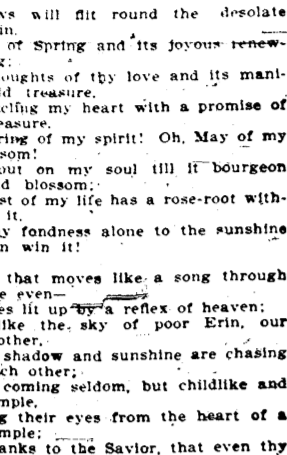 will flit round the desolate
in.
of Spring and its joyous renew-
g:
oughts of thy love and its mani-
d treasure,
cling my heart with a promise of
easure.
ring of my spirit! Oh, May of my
som!
out on my soul till it bourgeon
d blossom;
st of my life has a rose-root with-
it,
y fondness alone to the sunshine
n win it!
that moves like a song through
e even—
es lit up by a reflex of heaven;
like the sky of poor Erin, our
other,
shadow and sunshine are chasing
ch other;
coming seldom, but childlike and
mple,
g their eyes from the heart of a
mple;
anks to the Savior, that even thy